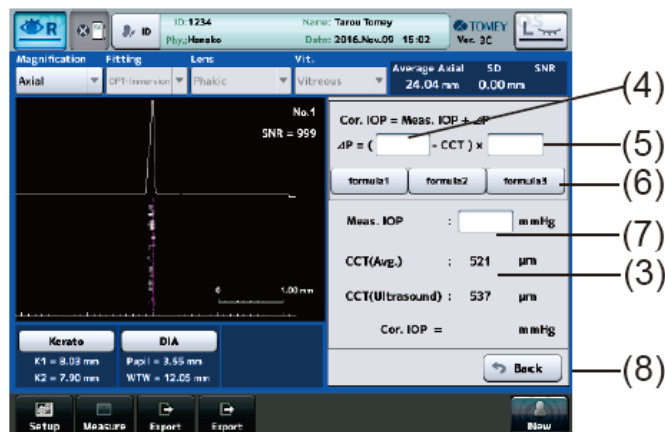 R
ID
ID: 1234
Name: Tarou Tomey
TOMEY
Phy.: Hanako
Date: 2016.Nov.09 15:02
Ver. 3C
L
Magnification
Fitting
Lens
Vit.
Average Axial SD SNR
Axial
OPT-Immersion
Phakic
Vitreous
24.04 mm 0.00 mm
No.1
SNR = 999
0 1.00 mm
Cor. IOP = Meas. IOP + ⊿P
⊿P = ( - CCT ) x
formula1 formula2 formula3
Meas. IOP : mmHg
CCT(Avg.) : 521 μm
CCT(Ultrasound) : 537 μm
Cor. IOP = mmHg
Back
Kerato
K1 = 8.03 mm
K2 = 7.90 mm
DIA
Pupil = 3.55 mm
WTW = 12.05 mm
Setup Measure Export Export New
(4)
(5)
(6)
(7)
(3)
(8)